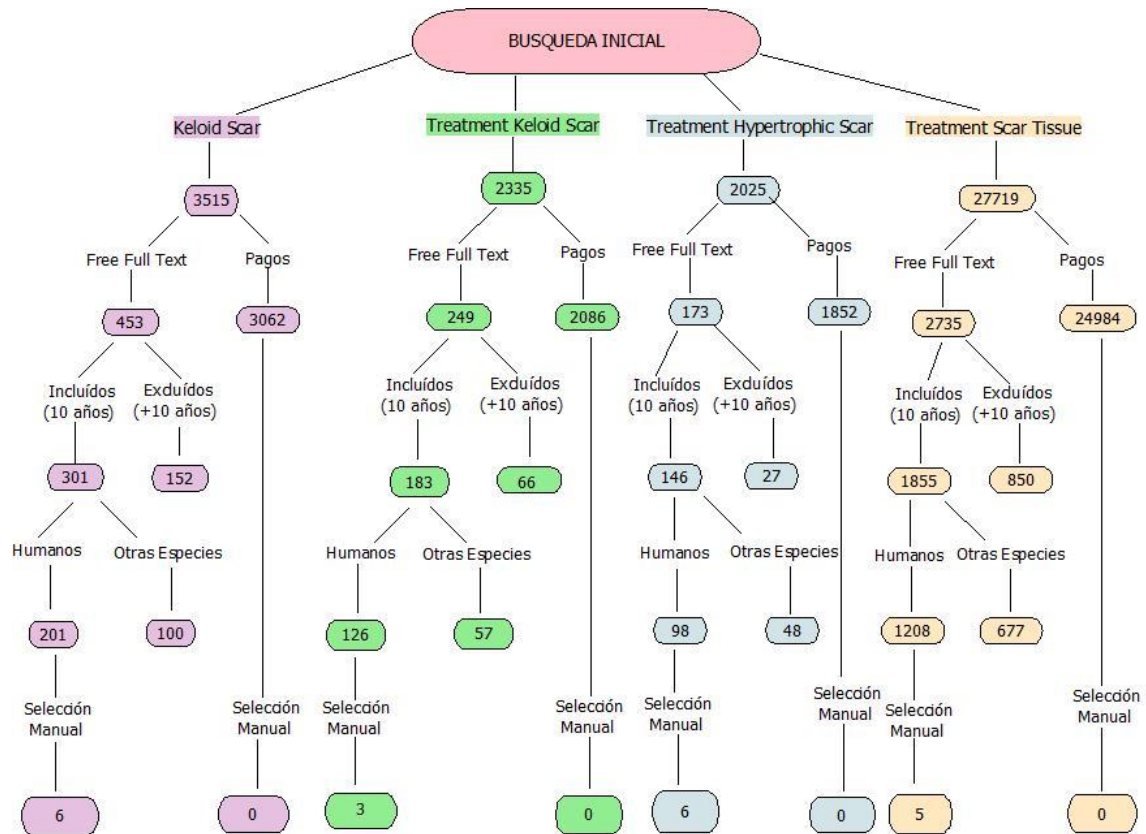 BUSQUEDA INICIAL
Keloid Scar
Treatment Keloid Scar
Treatment Hypertrophic Scar
Treatment Scar Tissue
3515
2335
2025
27719
Free Full Text
Pagos
Free Full Text
Pagos
Free Full Text
Pagos
Free Full Text
Pagos
453
3062
249
2086
173
1852
2735
24984
Incluídos
(10 años)
Excluídos
(+10 años)
Incluídos
(10 años)
Excluídos
(+10 años)
Incluídos
(10 años)
Excluídos
(+10 años)
Incluídos
(10 años)
Excluídos
(+10 años)
301
152
183
66
146
27
1855
850
Humanos
Otras Especies
Humanos
Otras Especies
Humanos
Otras Especies
Humanos
Otras Especies
201
100
126
57
98
48
1208
677
Selección
Manual
Selección
Manual
Selección
Manual
Selección
Manual
Selección
Manual
Selección
Manual
Selección
Manual
Selección
Manual
6
0
3
0
6
0
5
0